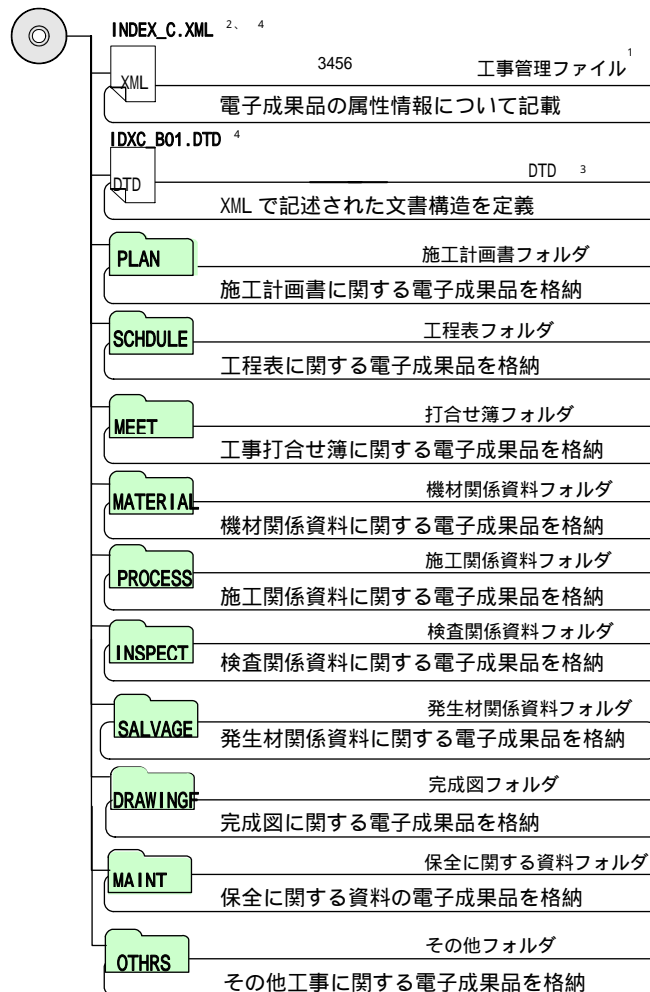 INDEX_C.XML 2、 4
XML 3456 工事管理ファイル 1
電子成果品の属性情報について記載
IDXC_B01.DTD 4
DTD DTD 3
XML で記述された文書構造を定義
PLAN 施工計画書フォルダ
施工計画書に関する電子成果品を格納
SCHDULE 工程表フォルダ
工程表に関する電子成果品を格納
MEET 打合せ簿フォルダ
工事打合せ簿に関する電子成果品を格納
MATERIAL 機材関係資料フォルダ
機材関係資料に関する電子成果品を格納
PROCESS 施工関係資料フォルダ
施工関係資料に関する電子成果品を格納
INSPECT 検査関係資料フォルダ
検査関係資料に関する電子成果品を格納
SALVAGE 発生材関係資料フォルダ
発生材関係資料に関する電子成果品を格納
DRAWINGF 完成図フォルダ
完成図に関する電子成果品を格納
MAINT 保全に関する資料フォルダ
保全に関する資料の電子成果品を格納
OTHRS その他フォルダ
その他工事に関する電子成果品を格納